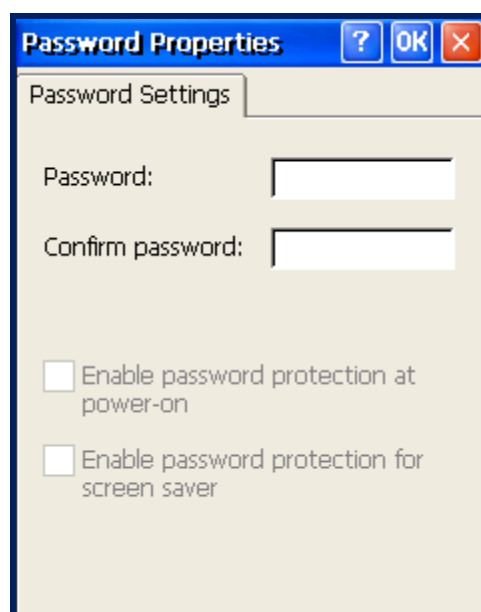 Password Properties ? OK ×
Password Settings
Password:
Confirm password:
Enable password protection at
power-on
Enable password protection for
screen saver